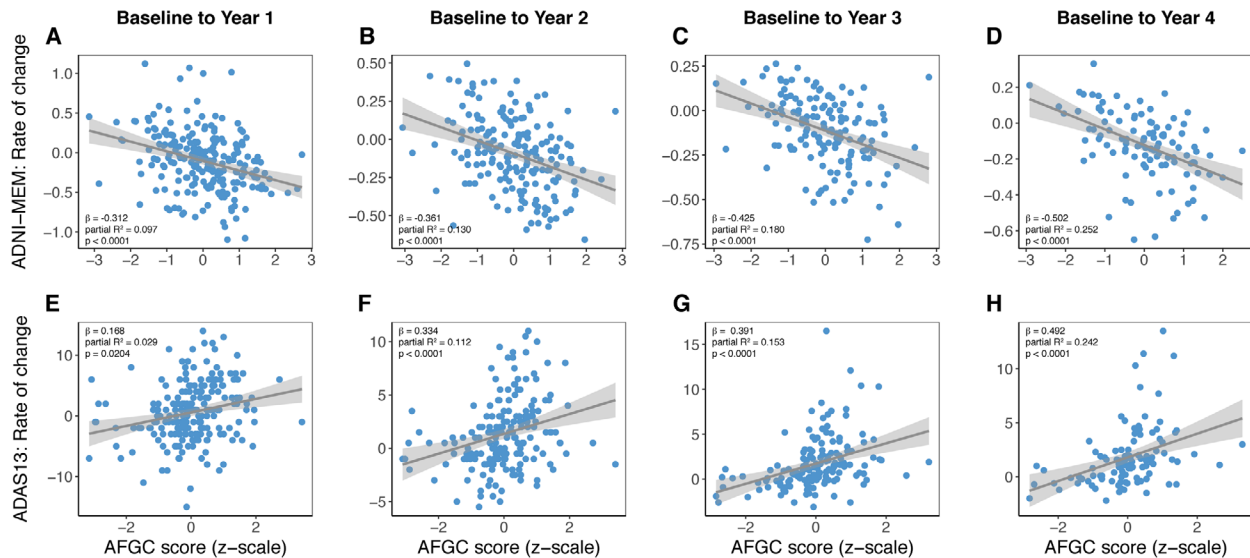 Baseline to Year 1
Baseline to Year 2
Baseline to Year 3
Baseline to Year 4
ADNI−MEM: Rate of change
A
1.0
0.5
0.0
−0.5
−1.0
β = −0.312
partial R² = 0.097
p < 0.0001
−3 −2 −1 0 1 2 3
B
0.50
0.25
0.00
−0.25
−0.50
β = −0.361
partial R² = 0.130
p < 0.0001
−3 −2 −1 0 1 2 3
C
0.25
0.00
−0.25
−0.50
−0.75
β = −0.425
partial R² = 0.180
p < 0.0001
−3 −2 −1 0 1 2 3
D
0.2
0.0
−0.2
−0.4
−0.6
β = −0.502
partial R² = 0.252
p < 0.0001
−3 −2 −1 0 1 2
ADAS13: Rate of change
E
β = 0.168
partial R² = 0.029
p = 0.0204
10
0
−10
−2 0 2
AFGC score (z−scale)
F
β = 0.334
partial R² = 0.112
p < 0.0001
10
5
0
−5
−2 0 2
AFGC score (z−scale)
G
β = 0.391
partial R² = 0.153
p < 0.0001
15
10
5
0
−2 0 2
AFGC score (z−scale)
H
β = 0.492
partial R² = 0.242
p < 0.0001
10
5
0
−2 0 2
AFGC score (z−scale)